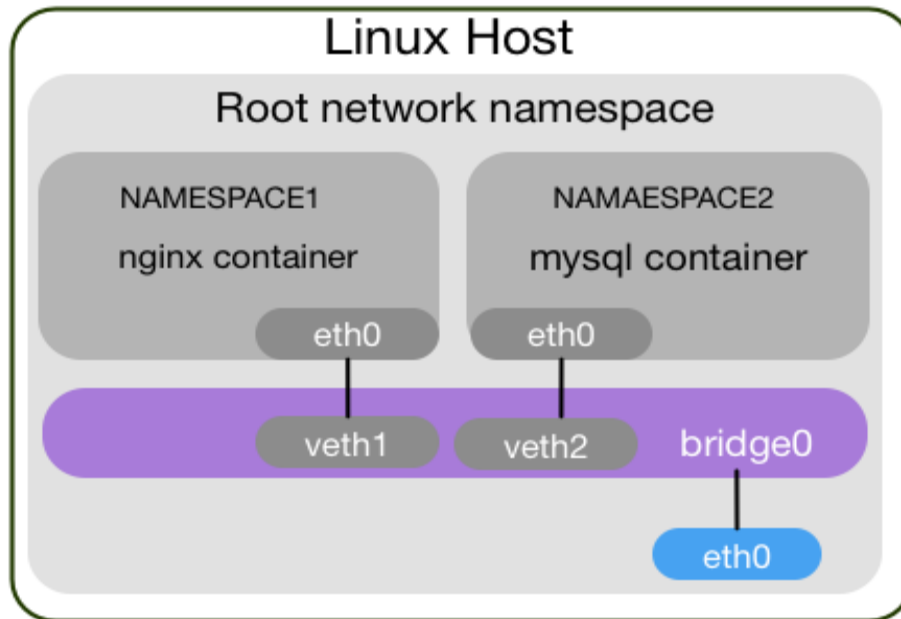 Linux Host
Root network namespace
NAMESPACE1
nginx container
NAMAESPACE2
mysql container
eth0
eth0
veth1
veth2
bridge0
eth0